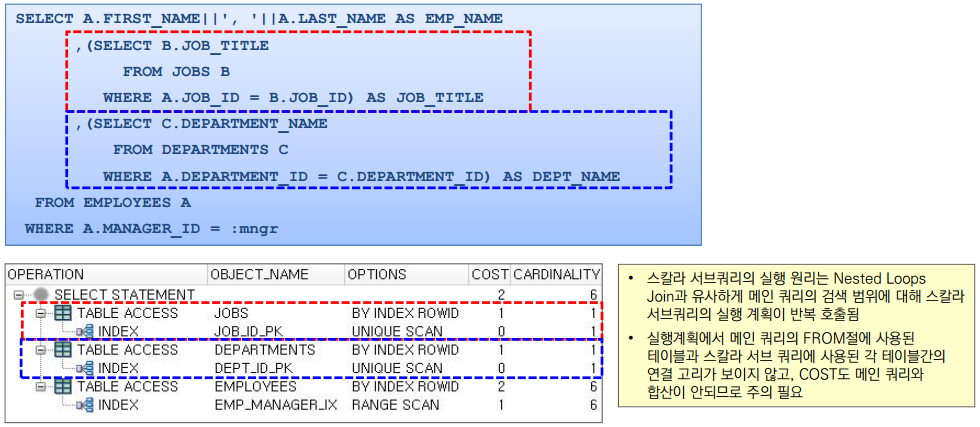 SELECT A.FIRST_NAME||', '||A.LAST_NAME AS EMP_NAME
,(SELECT B.JOB_TITLE
FROM JOBS B
WHERE A.JOB_ID = B.JOB_ID) AS JOB_TITLE
,(SELECT C.DEPARTMENT_NAME
FROM DEPARTMENTS C
WHERE A.DEPARTMENT_ID = C.DEPARTMENT_ID) AS DEPT_NAME
FROM EMPLOYEES A
WHERE A.MANAGER_ID = :mngr
OPERATION OBJECT_NAME OPTIONS COST CARDINALITY
SELECT STATEMENT 2 6
TABLE ACCESS JOBS BY INDEX ROWID 1 1
INDEX JOB_ID_PK UNIQUE SCAN 0 1
TABLE ACCESS DEPARTMENTS BY INDEX ROWID 1 1
INDEX DEPT_ID_PK UNIQUE SCAN 0 1
TABLE ACCESS EMPLOYEES BY INDEX ROWID 2 6
INDEX EMP_MANAGER_IX RANGE SCAN 1 6
• 스칼라 서브쿼리의 실행 원리는 Nested Loops
Join과 유사하게 메인 쿼리의 검색 범위에 대해 스칼라
서브쿼리의 실행 계획이 반복 호출됨
• 실행계획에서 메인 쿼리의 FROM절에 사용된
테이블과 스칼라 서브 쿼리에 사용된 각 테이블간의
연결 고리가 보이지 않고, COST도 메인 쿼리와
합산이 안되므로 주의 필요